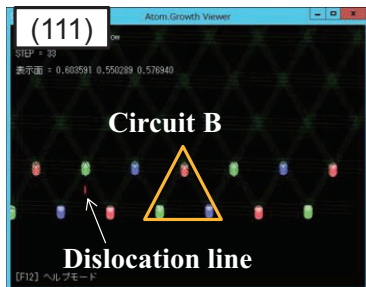 Atom.Growth Viewer
(111)
ow
STEP = 33
表示面 = 0.603591 0.550289 0.576940
Circuit B
Dislocation line
[F12] ヘルプモード